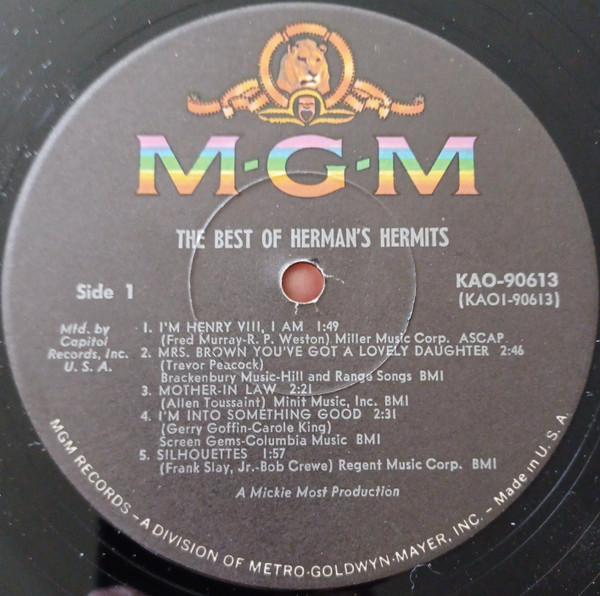 M-G-M
THE BEST OF HERMAN'S HERMITS
Side 1
KAO-90613
(KAO1-90613)
Mfd. by
Capitol
Records, Inc.
U. S. A.
1. I'M HENRY VIII, I AM 1:49
(Fred Murray-R. P. Weston) Miller Music Corp. ASCAP
2. MRS. BROWN YOU'VE GOT A LOVELY DAUGHTER 2:46
(Trevor Peacock)
Brackenbury Music-Hill and Range Songs BMI
3. MOTHER-IN LAW 2:21
(Allen Toussaint) Minit Music, Inc. BMI
4. I'M INTO SOMETHING GOOD 2:31
(Gerry Goffin-Carole King)
Screen Gems-Columbia Music BMI
5. SILHOUETTES 1:57
(Frank Slay, Jr.-Bob Crewe) Regent Music Corp. BMI
A Mickie Most Production
MGM RECORDS – A DIVISION OF METRO-GOLDWYN-MAYER, INC. – Made in U. S. A.